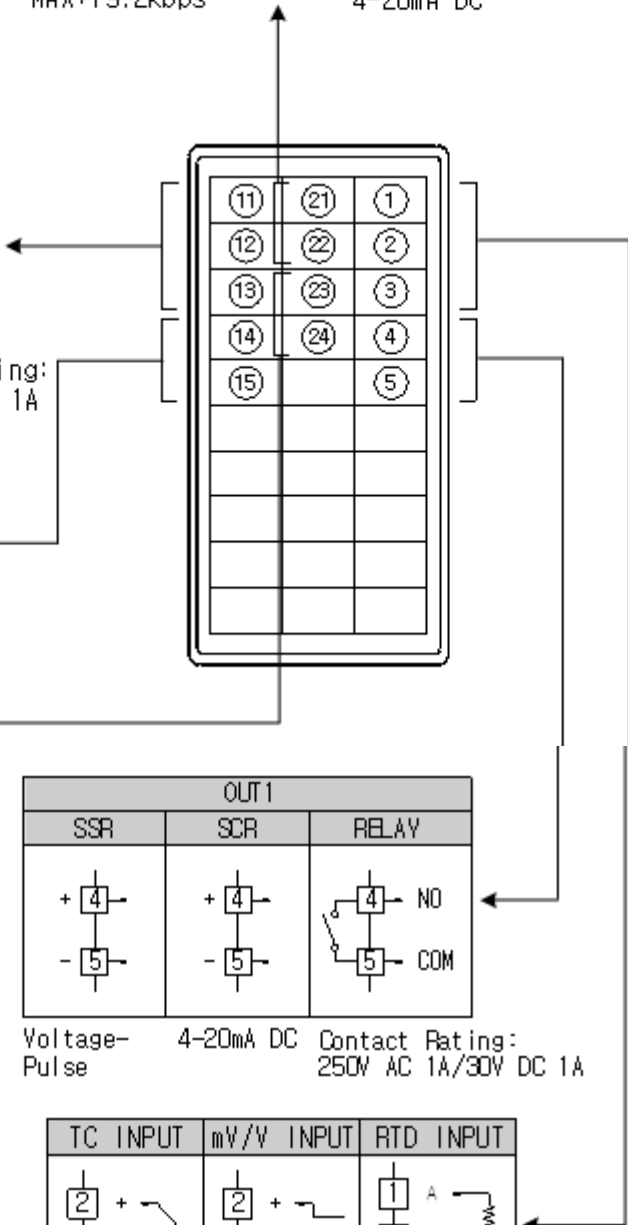 MAX:19.2Kbps 4-20mA DC
11 21 1
12 22 2
13 23 3
14 24 4
ing:
1A
15 5
OUT1
SSR SCR RELAY
+ 4 + 4 4 NO
- 5 - 5 5 COM
Voltage- 4-20mA DC Contact Rating:
Pulse 250V AC 1A/30V DC 1A
TC INPUT mV/V INPUT RTD INPUT
2 + 2 + 1 A